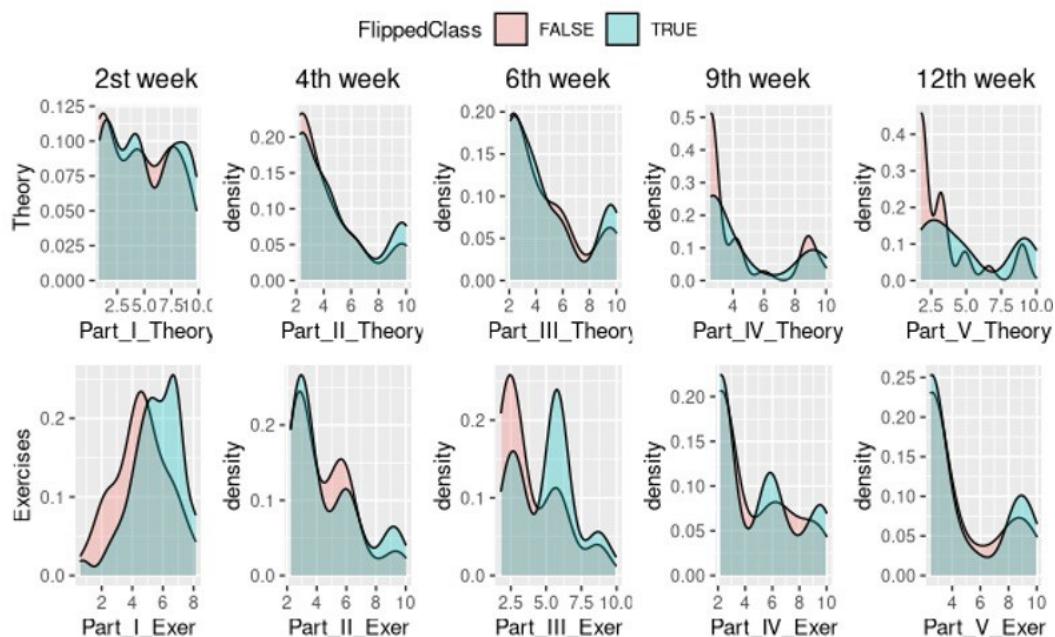 FlippedClass FALSE TRUE
2st week 4th week 6th week 9th week 12th week
Theory density density density density
0.125 0.100 0.075 0.050 0.025 0.000
0.20 0.15 0.10 0.05 0.00
0.20 0.15 0.10 0.05 0.00
0.5 0.4 0.3 0.2 0.1 0.0
0.4 0.3 0.2 0.1 0.0
2.5 5.0 7.5 10.0
2 4 6 8 10
2 4 6 8 10
4 6 8 10
2.5 5.0 7.5 10.0
Part_I_Theory Part_II_Theory Part_III_Theory Part_IV_Theory Part_V_Theory
Exercises density density density density
0.2 0.1 0.0
0.2 0.1 0.0
0.2 0.1 0.0
0.20 0.15 0.10 0.05 0.00
0.25 0.20 0.15 0.10 0.05 0.00
2 4 6 8
2 4 6 8 10
2.5 5.0 7.5 10.0
2 4 6 8 10
4 6 8 10
Part_I_Exer Part_II_Exer Part_III_Exer Part_IV_Exer Part_V_Exer